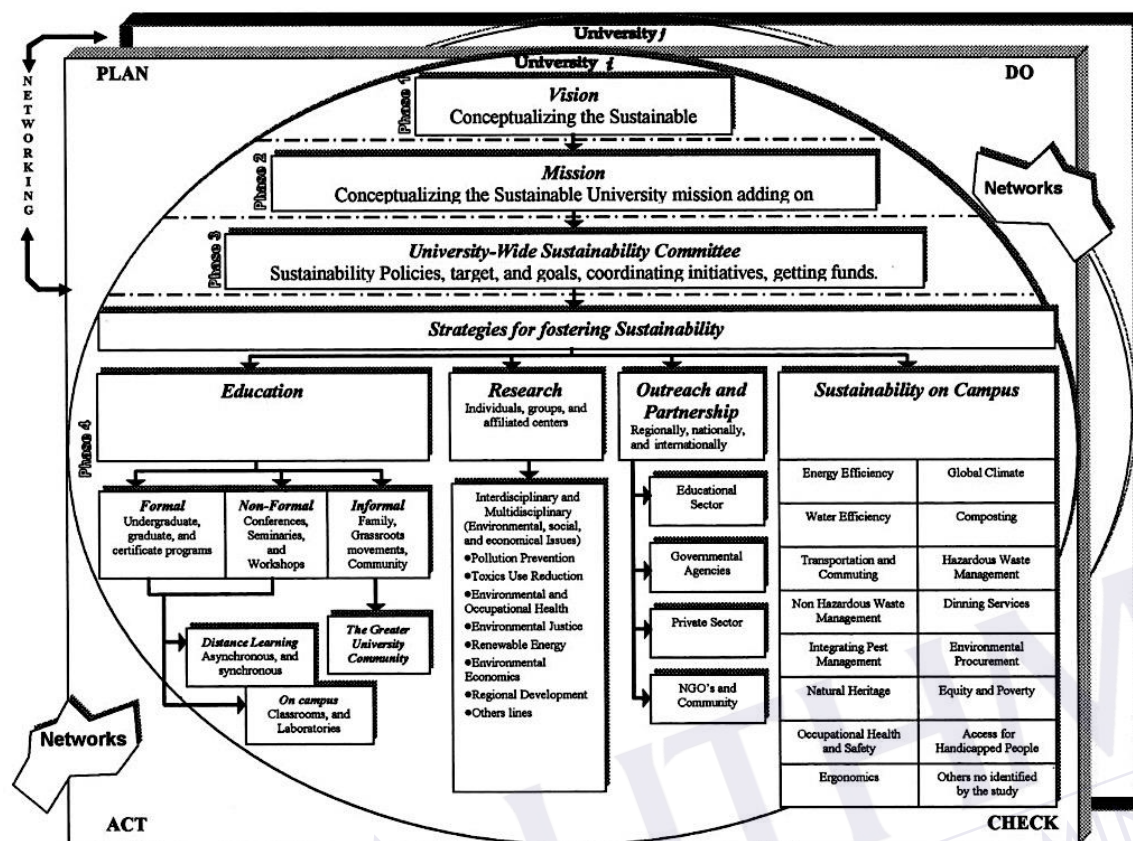 University j
PLAN
University i
DO
NETWORKING
Phase 1
Vision
Conceptualizing the Sustainable
Phase 2
Mission
Conceptualizing the Sustainable University mission adding on
Networks
Phase 3
University-Wide Sustainability Committee
Sustainability Policies, target, and goals, coordinating initiatives, getting funds.
Strategies for fostering Sustainability
Phase 4
Education
Research
Individuals, groups, and
affiliated centers
Outreach and
Partnership
Regionally, nationally,
and internationally
Sustainability on Campus
Formal
Undergraduate,
graduate, and
certificate programs
Non-Formal
Conferences,
Seminaries,
and
Workshops
Informal
Family,
Grassroots
movements,
Community
Distance Learning
Asynchronous, and
synchronous
On campus
Classrooms, and
Laboratories
The Greater
University
Community
Interdisciplinary and
Multidisciplinary
(Environmental, social,
and economical Issues)
●Pollution Prevention
●Toxics Use Reduction
●Environmental and
Occupational Health
●Environmental Justice
●Renewable Energy
●Environmental
Economics
●Regional Development
●Others lines
Educational
Sector
Governmental
Agencies
Private Sector
NGO's and
Community
Energy Efficiency
Global Climate
Water Efficiency
Composting
Transportation and
Commuting
Hazardous Waste
Management
Non Hazardous Waste
Management
Dinning Services
Integrating Pest
Management
Environmental
Procurement
Natural Heritage
Equity and Poverty
Occupational Health
and Safety
Access for
Handicapped People
Ergonomics
Others no identified
by the study
Networks
ACT
CHECK